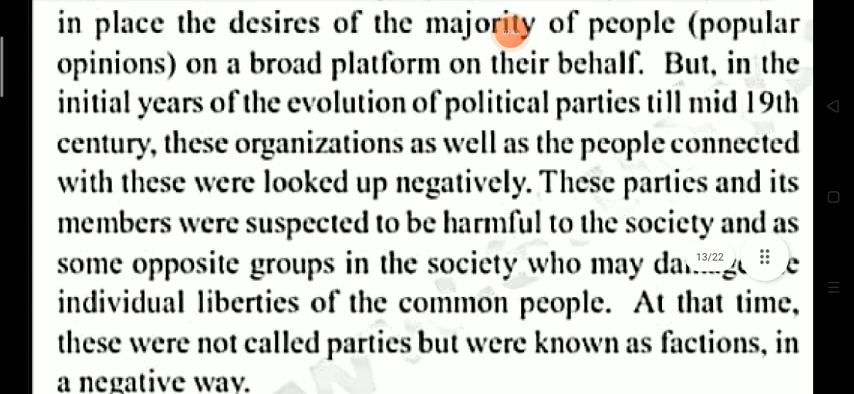 in place the desires of the majority of people (popular
opinions) on a broad platform on their behalf. But, in the
initial years of the evolution of political parties till mid 19th
century, these organizations as well as the people connected
with these were looked up negatively. These parties and its
members were suspected to be harmful to the society and as
some opposite groups in the society who may
13/22
individual liberties of the common people. At that time,
these were not called parties but were known as factions, in
a negative way.